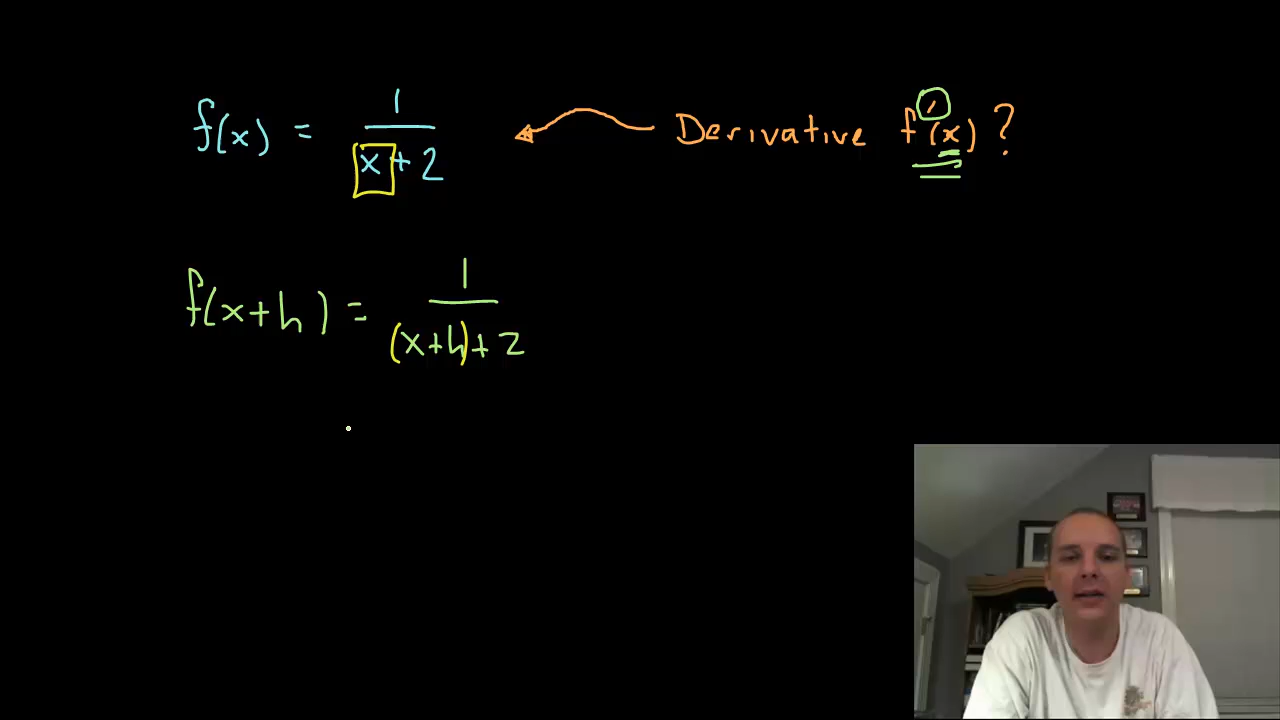 f(x) = 1/(x+2) Derivative f'(x)?
f(x+h) = 1/((x+h)+2)